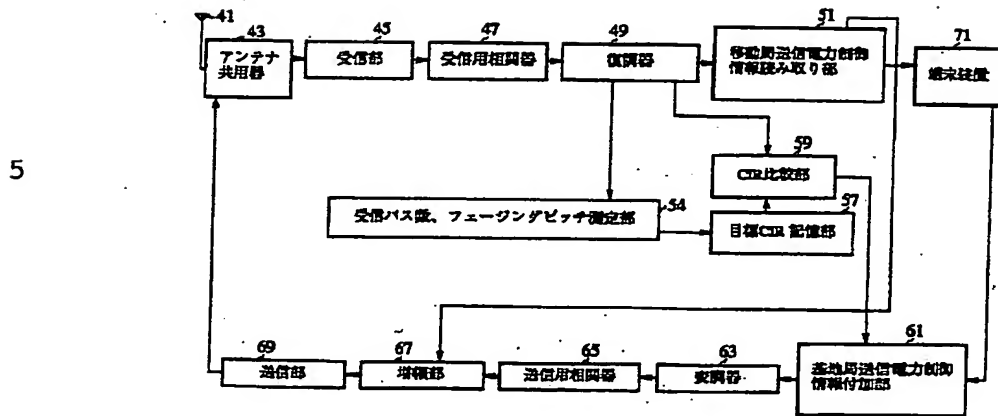 41
43
アンテナ
共用器
45
受信部
47
受信用相関器
49
復調器
51
移動局送信電力制御
情報読み取り部
71
端末装置
5
59
CIR比較部
受信パス数、フェージングピッチ測定部
54
57
目標CIR記憶部
69
送信部
67
増幅部
65
送信用相関器
63
変調器
61
基地局送信電力制御
情報付加部